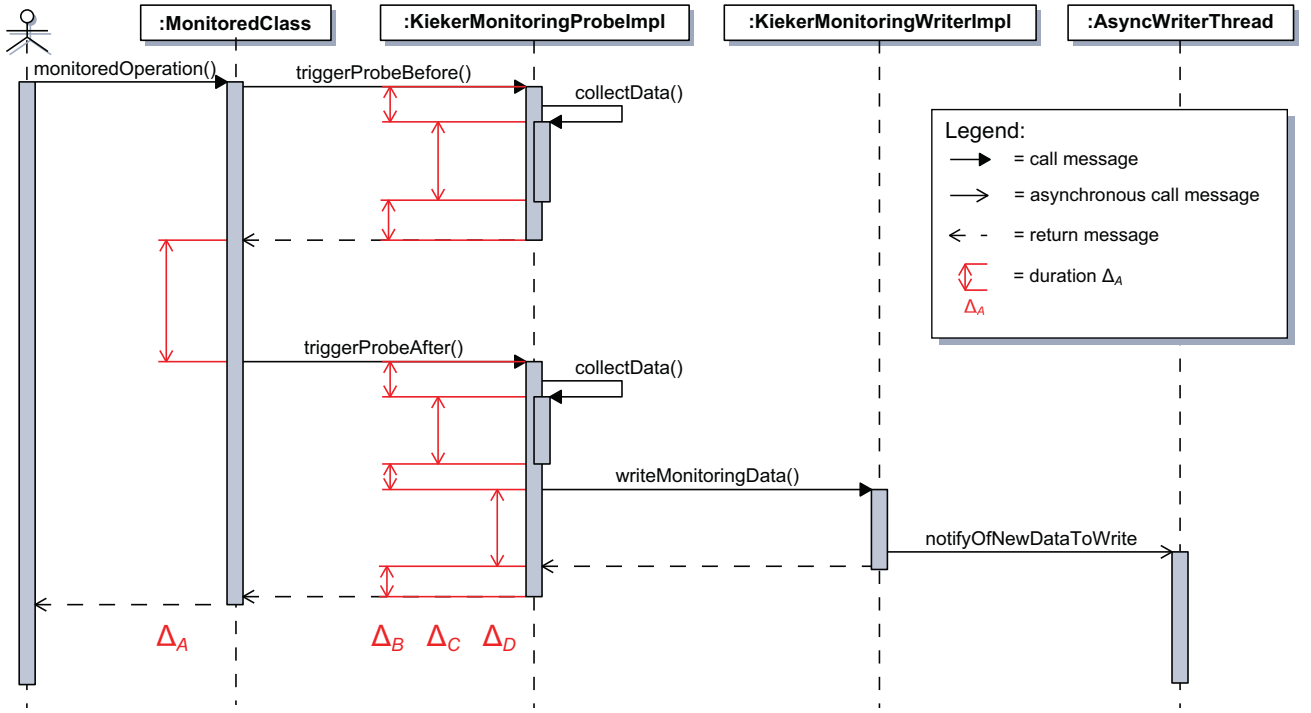 :MonitoredClass
:KiekerMonitoringProbeImpl
:KiekerMonitoringWriterImpl
:AsyncWriterThread
monitoredOperation()
triggerProbeBefore()
collectData()
Legend:
= call message
= asynchronous call message
= return message
= duration ΔA
ΔA
triggerProbeAfter()
collectData()
writeMonitoringData()
notifyOfNewDataToWrite
ΔA
ΔB
ΔC
ΔD